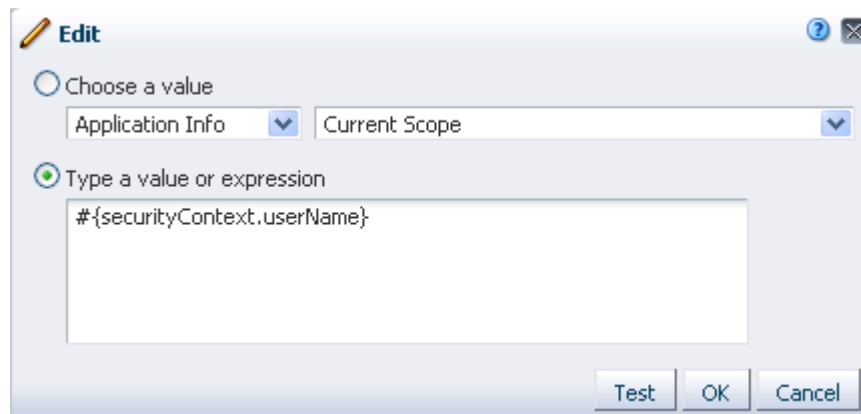 Edit
Choose a value
Application Info Current Scope
Type a value or expression
#{securityContext.userName}
Test OK Cancel